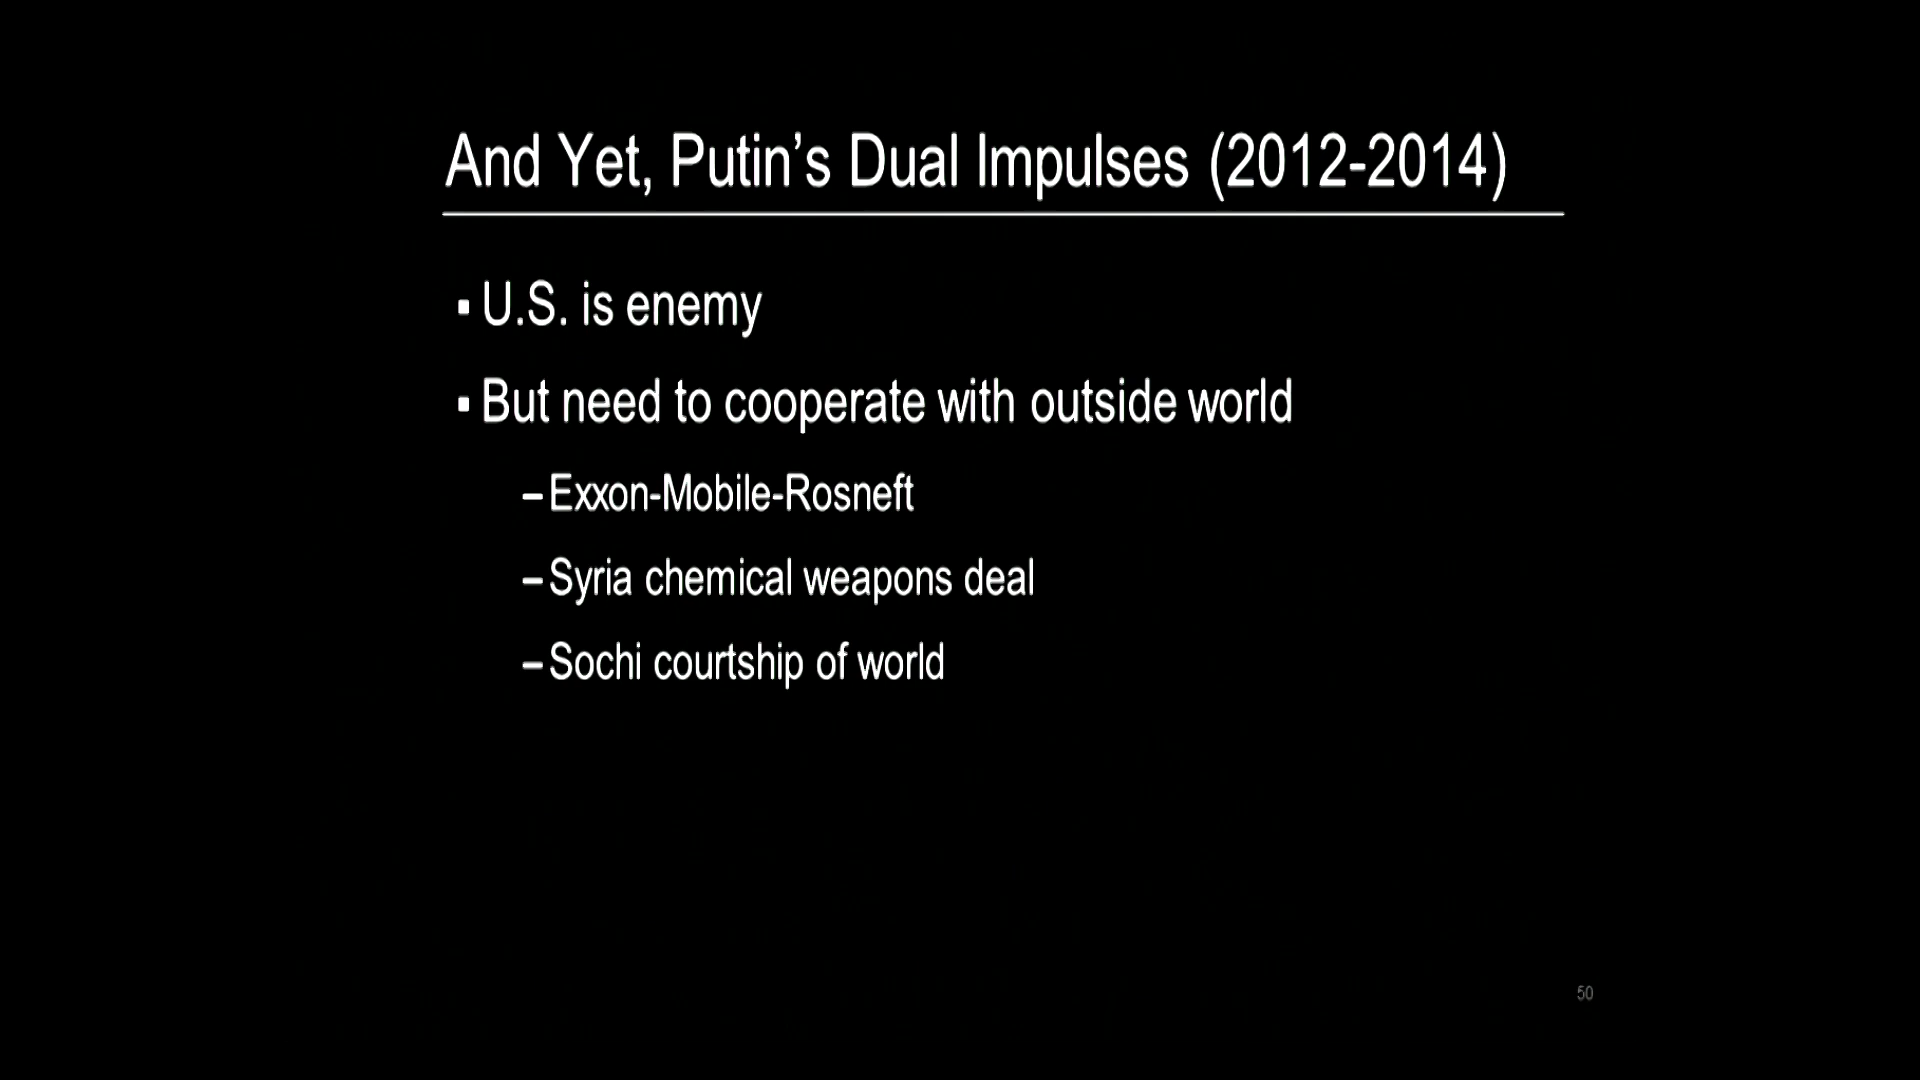 And Yet, Putin's Dual Impulses (2012-2014)
▪ U.S. is enemy
▪ But need to cooperate with outside world
– Exxon-Mobile-Rosneft
– Syria chemical weapons deal
– Sochi courtship of world
50